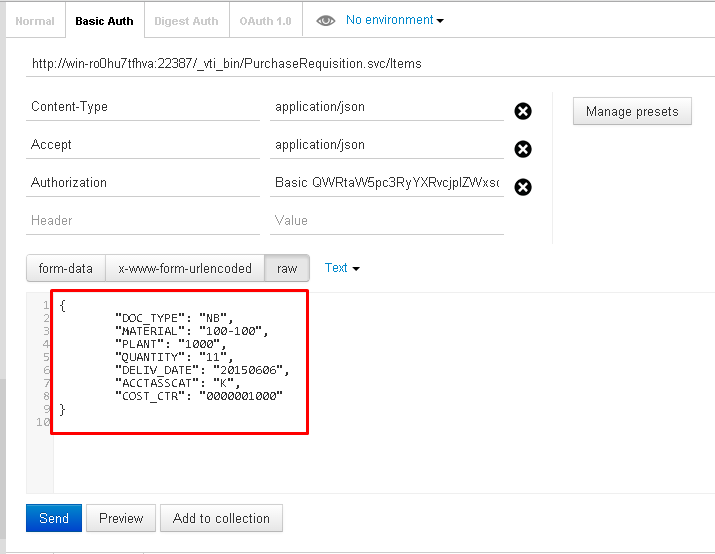 Normal Basic Auth Digest Auth OAuth 1.0 No environment
http://win-ro0hu7tfhva:22387/_vti_bin/PurchaseRequisition.svc/Items
Content-Type application/json
Manage presets
Accept application/json
Authorization Basic
Header Value
form-data x-www-form-urlencoded raw Text
1 {
2 "DOC_TYPE": "NB",
3 "MATERIAL": "100-100",
4 "PLANT": "1000",
5 "QUANTITY": "11",
6 "DELIV_DATE": "20150606",
7 "ACCTASSCAT": "K",
8 "COST_CTR": "0000001000"
9 }
10
Send Preview Add to collection